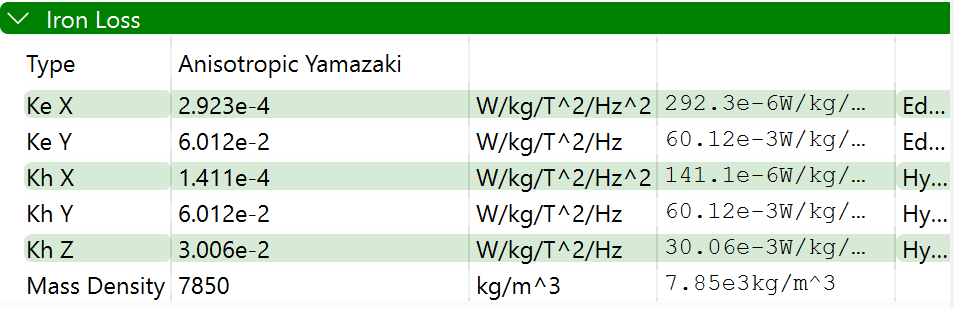 Iron Loss
Type Anisotropic Yamazaki
Ke X 2.923e-4 W/kg/T^2/Hz^2 292.3e-6W/kg/… Ed…
Ke Y 6.012e-2 W/kg/T^2/Hz 60.12e-3W/kg/… Ed…
Kh X 1.411e-4 W/kg/T^2/Hz^2 141.1e-6W/kg/… Hy…
Kh Y 6.012e-2 W/kg/T^2/Hz 60.12e-3W/kg/… Hy…
Kh Z 3.006e-2 W/kg/T^2/Hz 30.06e-3W/kg/… Hy…
Mass Density 7850 kg/m^3 7.85e3kg/m^3